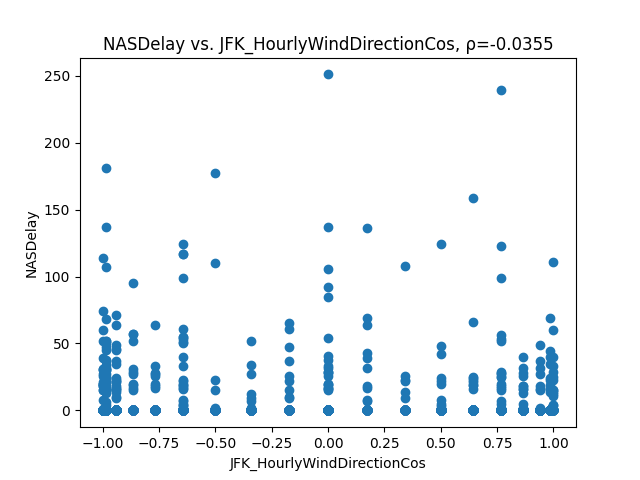 NASDelay vs. JFK_HourlyWindDirectionCos, ρ=-0.0355
250
200
150
100
50
0
NASDelay
−1.00 −0.75 −0.50 −0.25 0.00 0.25 0.50 0.75 1.00
JFK_HourlyWindDirectionCos